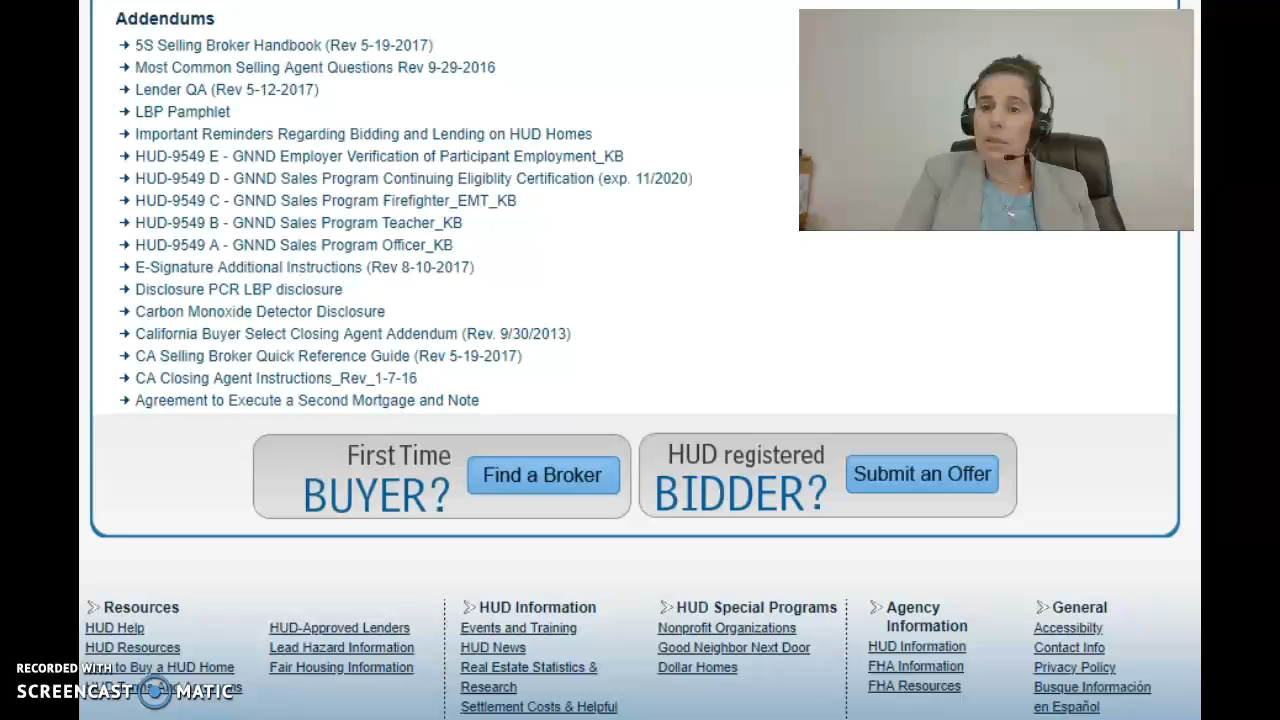 Addendums
5S Selling Broker Handbook (Rev 5-19-2017)
Most Common Selling Agent Questions Rev 9-29-2016
Lender QA (Rev 5-12-2017)
LBP Pamphlet
Important Reminders Regarding Bidding and Lending on HUD Homes
HUD-9549 E - GNND Employer Verification of Participant Employment_KB
HUD-9549 D - GNND Sales Program Continuing Eligiblity Certification (exp. 11/2020)
HUD-9549 C - GNND Sales Program Firefighter_EMT_KB
HUD-9549 B - GNND Sales Program Teacher_KB
HUD-9549 A - GNND Sales Program Officer_KB
E-Signature Additional Instructions (Rev 8-10-2017)
Disclosure PCR LBP disclosure
Carbon Monoxide Detector Disclosure
California Buyer Select Closing Agent Addendum (Rev. 9/30/2013)
CA Selling Broker Quick Reference Guide (Rev 5-19-2017)
CA Closing Agent Instructions_Rev_1-7-16
Agreement to Execute a Second Mortgage and Note
First Time
BUYER?
Find a Broker
HUD registered
BIDDER?
Submit an Offer
Resources
HUD Help
HUD Resources
to Buy a HUD Home
HUD-Approved Lenders
Lead Hazard Information
Fair Housing Information
HUD Information
Events and Training
HUD News
Real Estate Statistics &
Research
Settlement Costs & Helpful
HUD Special Programs
Nonprofit Organizations
Good Neighbor Next Door
Dollar Homes
Agency
Information
HUD Information
FHA Information
FHA Resources
General
Accessibilty
Contact Info
Privacy Policy
Busque Información
en Español
RECORDED WITH
SCREENCAST MATIC